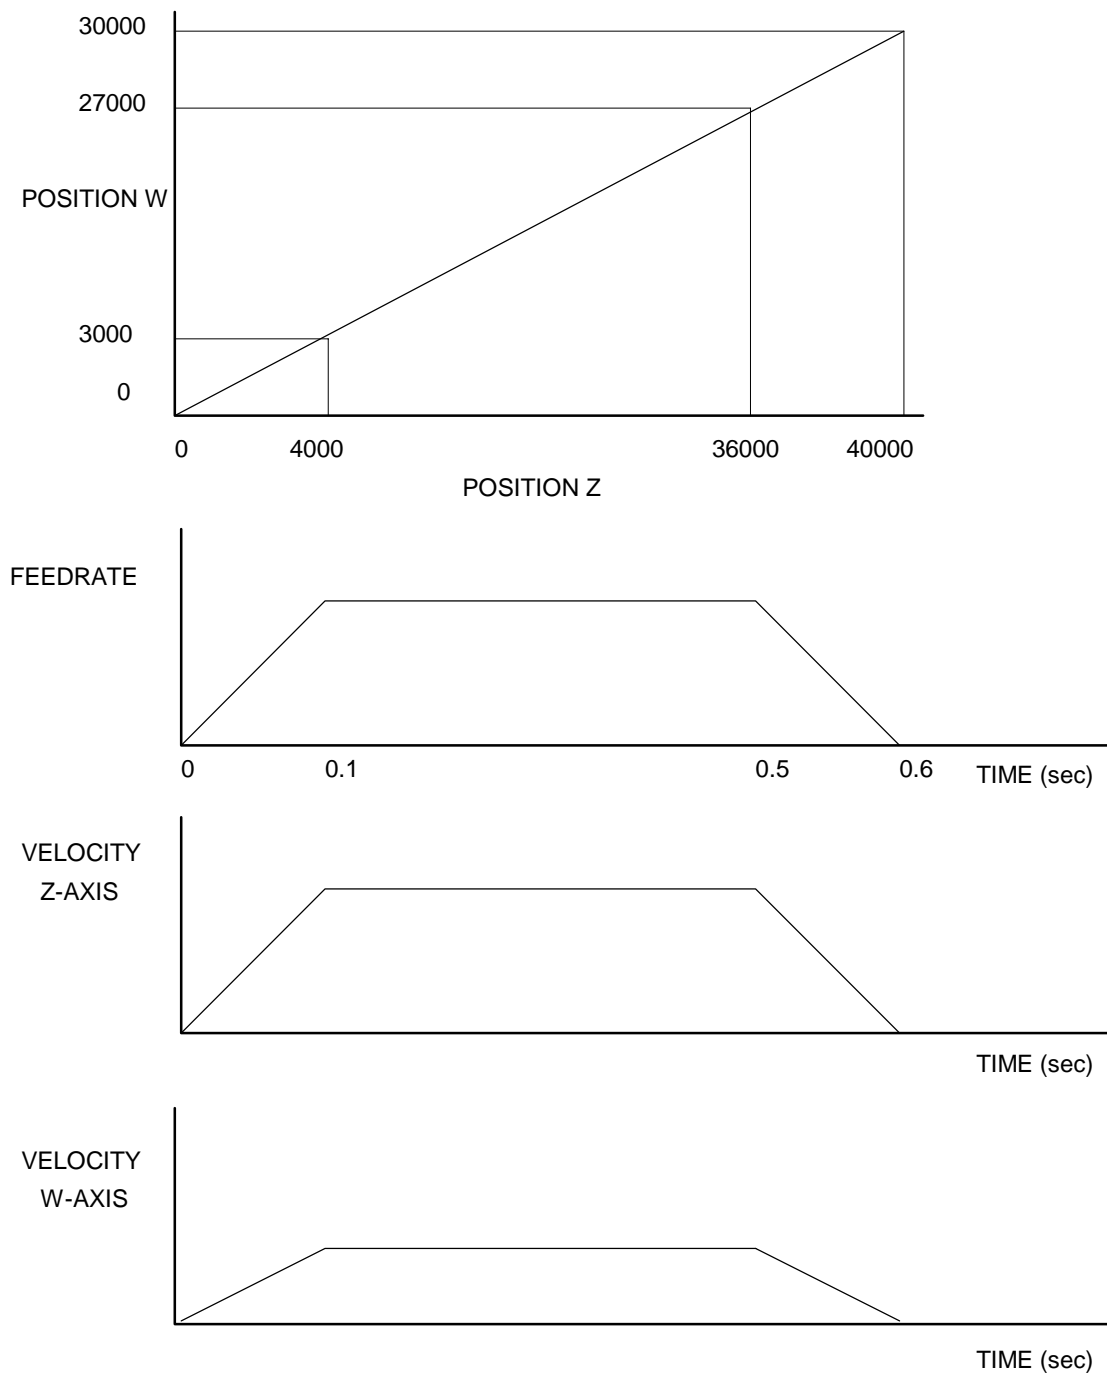 30000
27000
POSITION W
3000
0
0 4000 36000 40000
POSITION Z
FEEDRATE
0 0.1 0.5 0.6 TIME (sec)
VELOCITY
Z-AXIS
TIME (sec)
VELOCITY
W-AXIS
TIME (sec)